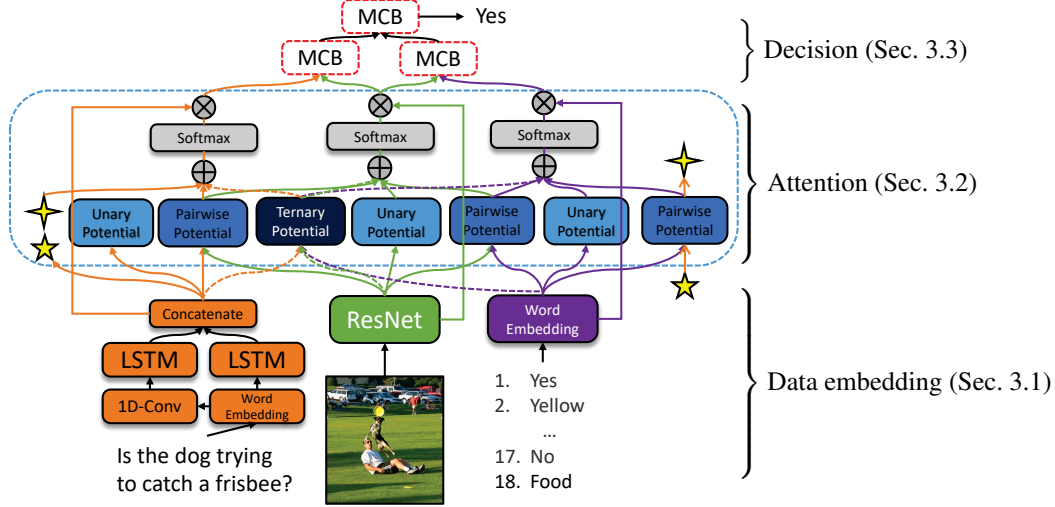 MCB
Yes
MCB
MCB
Decision (Sec. 3.3)
Softmax
Softmax
Softmax
Attention (Sec. 3.2)
Unary
Potential
Pairwise
Potential
Ternary
Potential
Unary
Potential
Pairwise
Potential
Unary
Potential
Pairwise
Potential
Concatenate
ResNet
Word
Embedding
LSTM
LSTM
1D-Conv
Word
Embedding
Data embedding (Sec. 3.1)
1. Yes
2. Yellow
...
17. No
18. Food
Is the dog trying
to catch a frisbee?